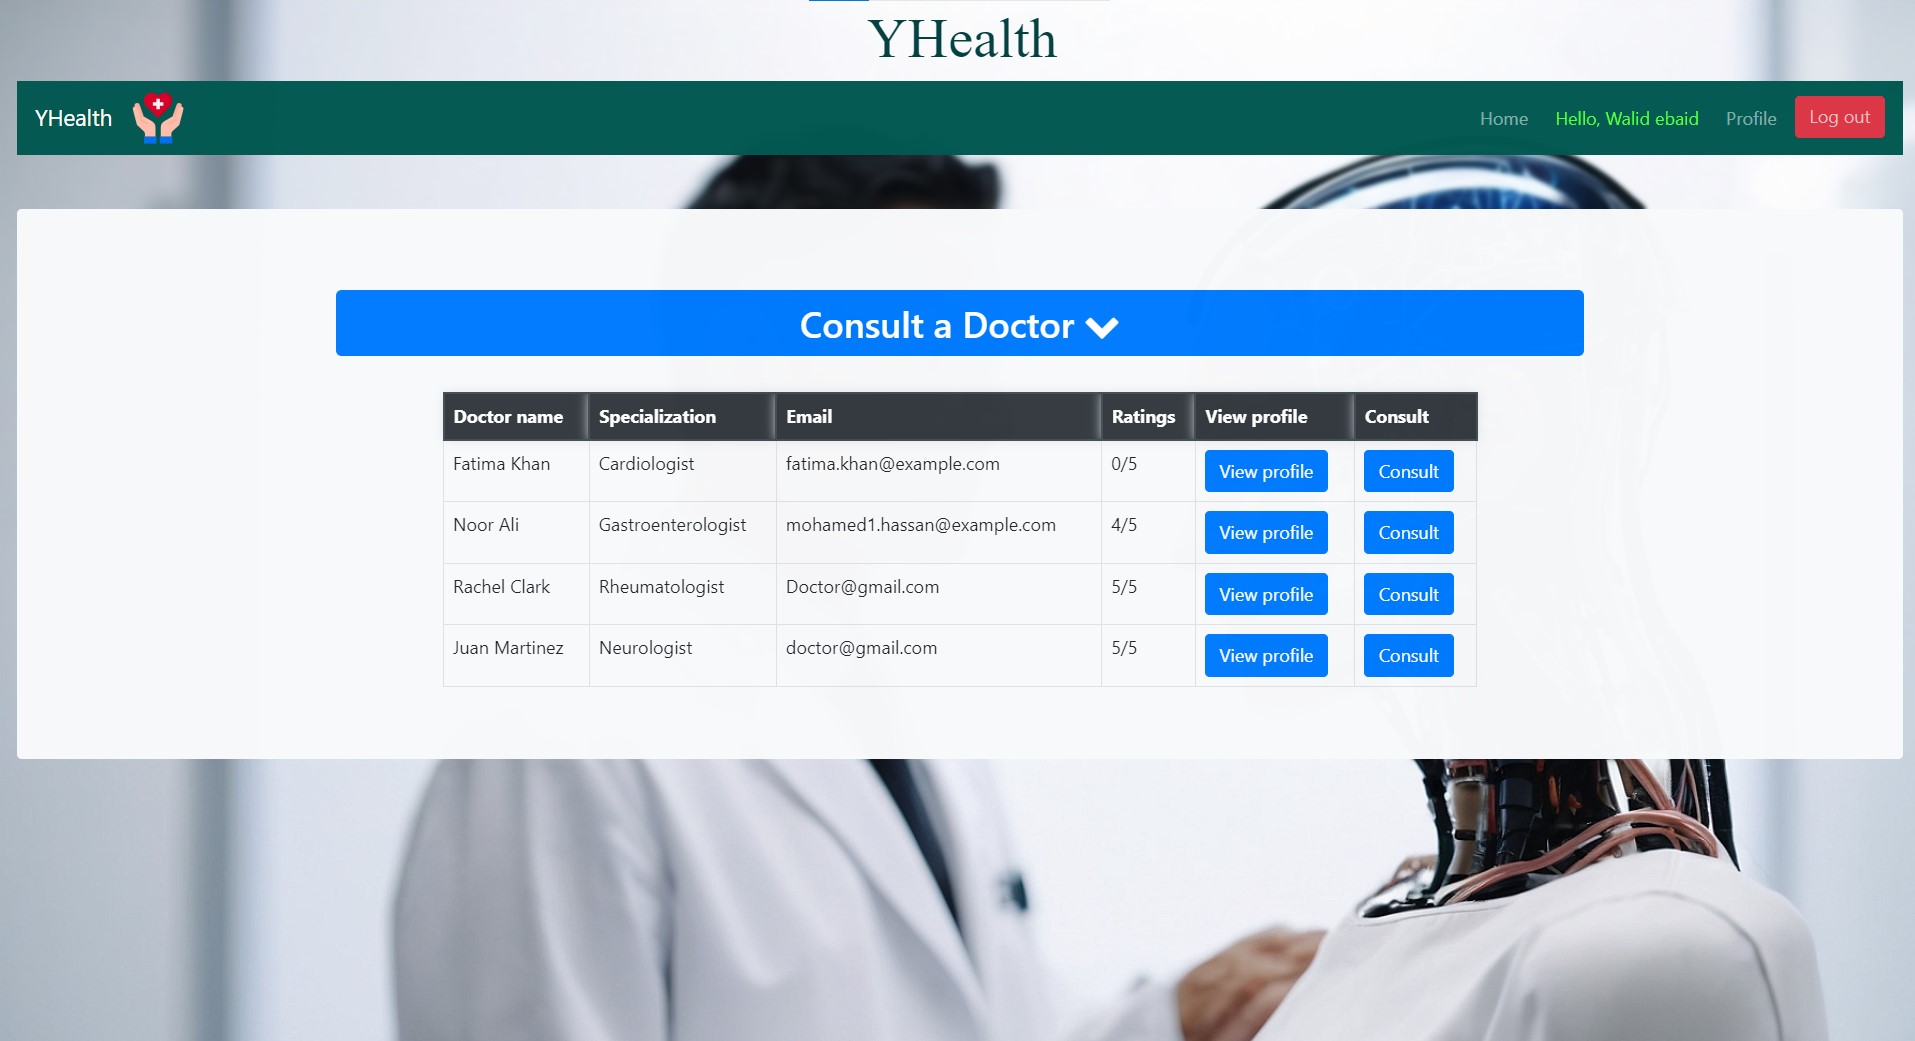 YHealth
YHealth Home Hello, Walid ebaid Profile Log out
Consult a Doctor
Doctor name Specialization Email Ratings View profile Consult
Fatima Khan Cardiologist fatima.khan@example.com 0/5 View profile Consult
Noor Ali Gastroenterologist mohamed1.hassan@example.com 4/5 View profile Consult
Rachel Clark Rheumatologist Doctor@gmail.com 5/5 View profile Consult
Juan Martinez Neurologist doctor@gmail.com 5/5 View profile Consult